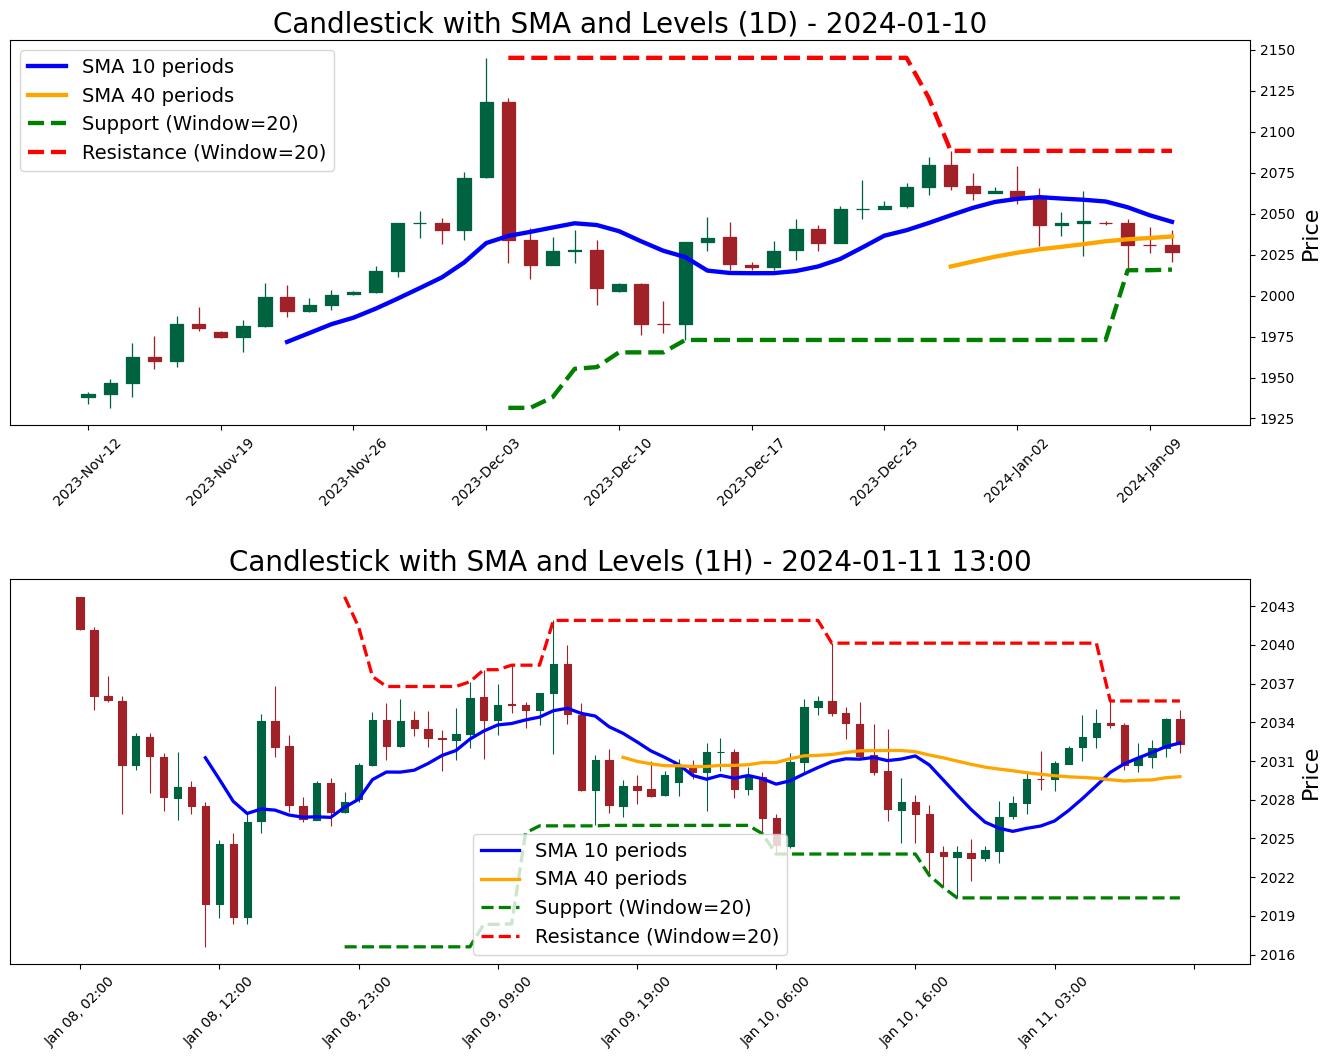 Candlestick with SMA and Levels (1D) - 2024-01-10
SMA 10 periods
SMA 40 periods
Support (Window=20)
Resistance (Window=20)
2150
2125
2100
2075
2050
2025
2000
1975
1950
1925
Price
2023-Nov-12
2023-Nov-19
2023-Nov-26
2023-Dec-03
2023-Dec-10
2023-Dec-17
2023-Dec-25
2024-Jan-02
2024-Jan-09
Candlestick with SMA and Levels (1H) - 2024-01-11 13:00
2043
2040
2037
2034
2031
2028
2025
2022
2019
2016
Price
SMA 10 periods
SMA 40 periods
Support (Window=20)
Resistance (Window=20)
Jan 08, 02:00
Jan 08, 12:00
Jan 08, 23:00
Jan 09, 09:00
Jan 09, 19:00
Jan 10, 06:00
Jan 10, 16:00
Jan 11, 03:00